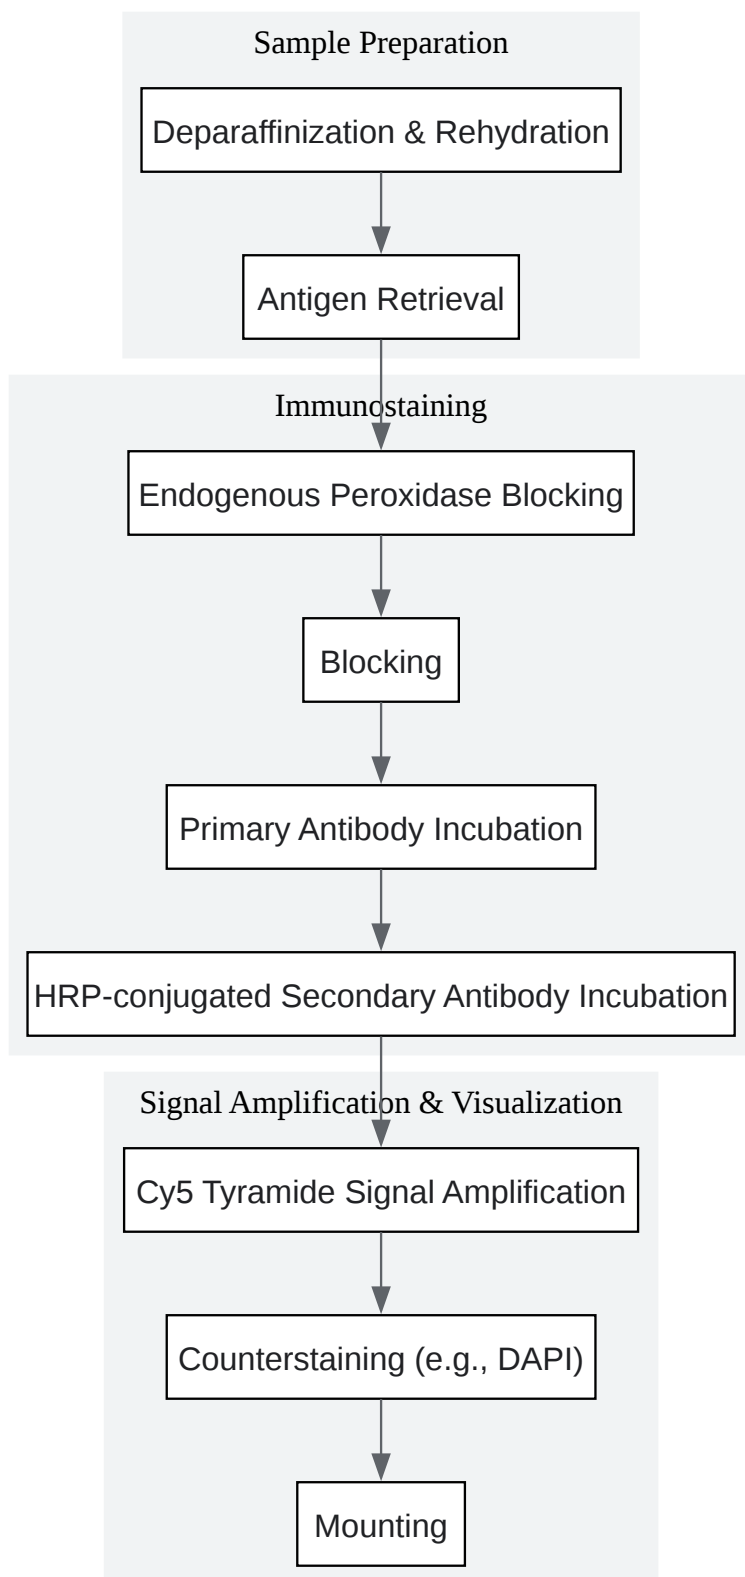 Sample Preparation
Deparaffinization & Rehydration
Antigen Retrieval
Immunostaining
Endogenous Peroxidase Blocking
Blocking
Primary Antibody Incubation
HRP-conjugated Secondary Antibody Incubation
Signal Amplification & Visualization
Cy5 Tyramide Signal Amplification
Counterstaining (e.g., DAPI)
Mounting